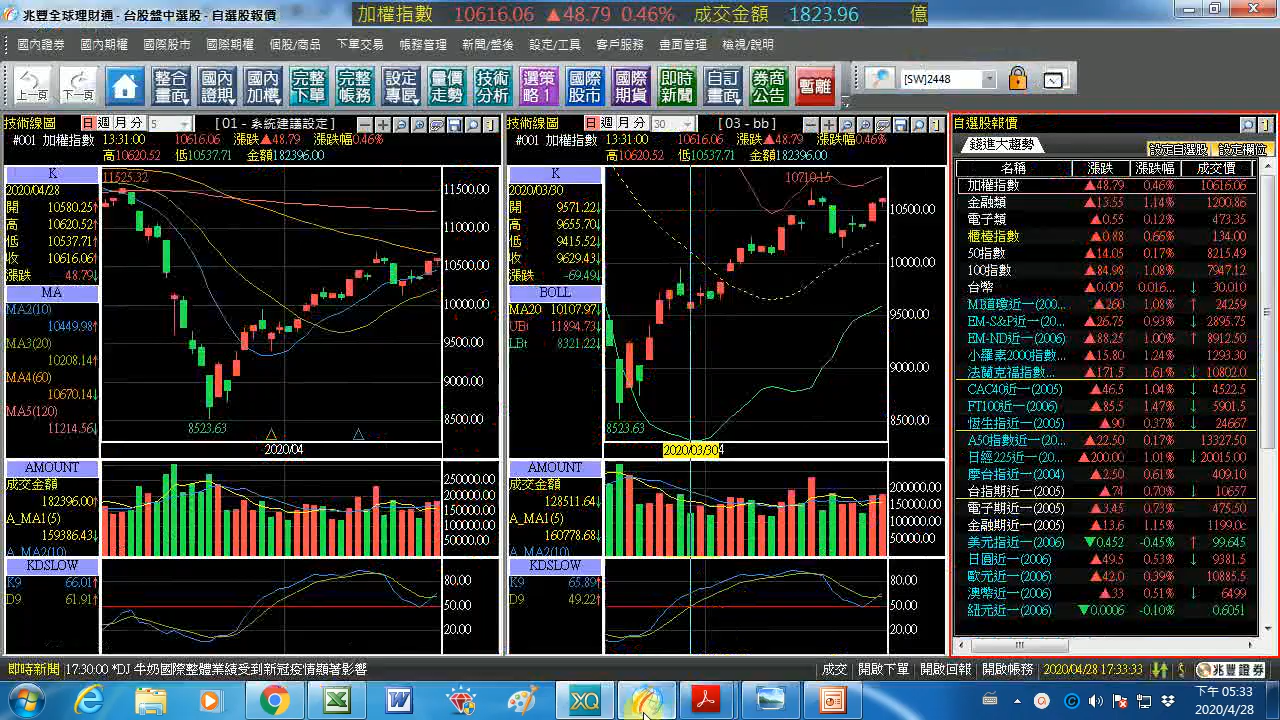 兆豐全球理財通 - 台股盤中選股 - 自選股報價
加權指數 10616.06 ▲48.79 0.46% 成交金額 1823.96 億
國內證券 國內期權 國際股市 國際期權 個股/商品 下單交易 帳務管理 新聞/盤後 設定/工具 客戶服務 畫面管理 檢視/說明
上一頁 下一頁 整合畫面 國內證期 國內加權 完整下單 完整帳務 設定專區 量價走勢 技術分析 選策略1 國際股市 國際期貨 即時新聞 自訂畫面 券商公告 暫離 [SW]2448
技術線圖 日 週 月 分 5 [01 - 系統建議設定]
#001 加權指數 13:31:00 10616.06 漲跌▲48.79 漲跌幅0.46%
高10620.52 低10537.71 金額182396.00
K
2020/04/28
開 10580.25↑
高 10620.52↑
低 10537.71↑
收 10616.06↑
漲跌 48.79↑
MA
MA2(10)
10449.98↑
MA3(20)
10208.14↑
MA4(60)
10670.14↓
MA5(120)
11214.56↓
11525.32
8523.63
11500.00
11000.00
10500.00
10000.00
9500.00
9000.00
8500.00
2020/04
AMOUNT
成交金額
182396.00↑
A_MA1(5)
159386.43↓
A_MA2(10)
250000.00
200000.00
150000.00
100000.00
50000.00
KDSLOW
K9 66.01↑
D9 61.91↑
80.00
50.00
20.00
技術線圖 日 週 月 分 30 [03 - bb]
#001 加權指數 13:31:00 10616.06 漲跌▲48.79 漲跌幅0.46%
高10620.52 低10537.71 金額182396.00
K
2020/03/30
開 9571.22↓
高 9655.70↓
低 9415.52↓
收 9629.43↓
漲跌 -69.49↓
BOLL
MA20 10107.97↓
UBt 11894.73↓
LBt 8321.22↓
10710.15
8523.63
10500.00
10000.00
9500.00
9000.00
8500.00
2020/03/30
AMOUNT
成交金額
128511.64↓
A_MA1(5)
160778.68↓
A_MA2(10)
200000.00
150000.00
100000.00
50000.00
KDSLOW
K9 65.89↑
D9 49.22↑
80.00
50.00
20.00
自選股報價
錢進大趨勢 設定自選股 設定欄位
名稱 漲跌 漲跌幅 成交價
加權指數 ▲48.79 0.46% 10616.06
金融類 ▲13.55 1.14% 1200.86
電子類 ▲0.55 0.12% 473.35
櫃檯指數 ▲0.88 0.66% 134.00
50指數 ▲14.05 0.17% 8215.49
100指數 ▲84.98 1.08% 7947.12
台幣 ▲0.005 0.016... ↓ 30.010
M道瓊近一(200... ▲260 1.08% ↑ 24259
EM-S&P近一(20... ▲26.75 0.93% ↓ 2895.75
EM-ND近一(2006) ▲88.25 1.00% ↑ 8912.50
小羅素2000指數... ▲15.80 1.24% 1293.30
法蘭克福指數... ▲171.5 1.61% ↓ 10802.0
CAC40近一(2005) ▲46.5 1.04% ↓ 4522.5
FT100近一(2006) ▲85.5 1.47% ↓ 5901.5
恆生指近一(2005) ▲90 0.37% ↓ 24667
A50指數近一(20... ▲22.50 0.17% 13327.50
日經225近一(20... ▲200.00 1.01% ↓ 20015.00
摩台指近一(2004) ▲2.50 0.61% 409.10
台指期近一(2005) ▲74 0.70% ↓ 10657
電子期近一(2005) ▲3.45 0.73% 475.50
金融期近一(2005) ▲13.6 1.15% 1199.0c
美元指近一(2006) ▼0.452 -0.45% ↑ 99.645
日圓近一(2006) ▲49.5 0.53% ↓ 9381.5
歐元近一(2006) ▲42.0 0.39% 10885.5
澳幣近一(2006) ▲33 0.51% ↓ 6499
紐元近一(2006) ▼0.0006 -0.10% 0.6051
即時新聞 17:30:00 *DJ 牛奶國際整體業績受到新冠疫情顯著影響
成交 開啟下單 開啟回報 開啟帳務 2020/04/28 17:33:33 兆豐證券
XQ
下午 05:33
2020/4/28